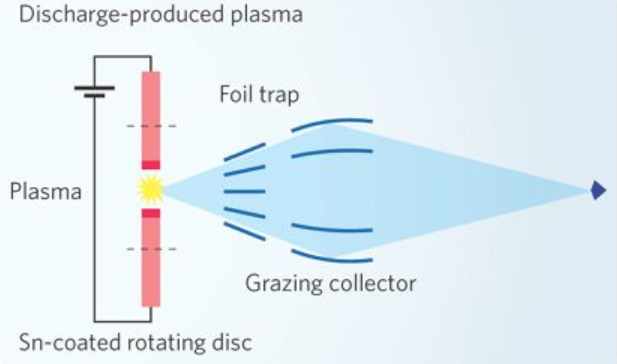 Discharge-produced plasma
Foil trap
Plasma
Grazing collector
Sn-coated rotating disc